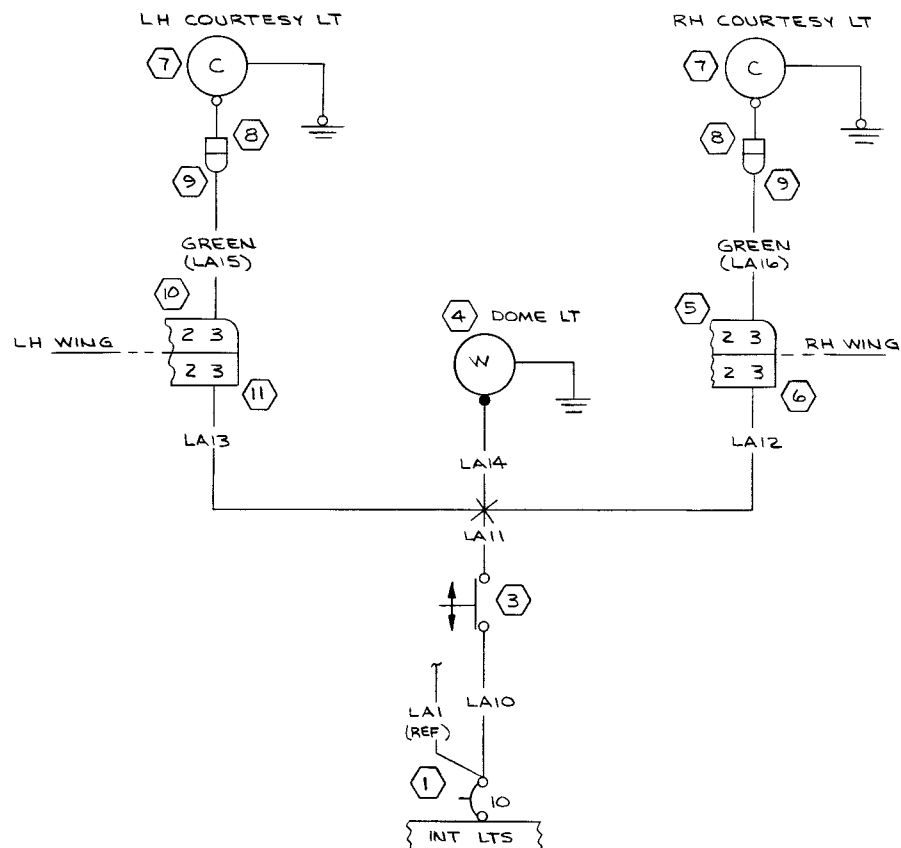 LH COURTESY LT
RH COURTESY LT
7
C
7
C
8
8
9
9
GREEN
(LA15)
GREEN
(LA16)
10
5
4 DOME LT
2 3
2 3
LH WING
W
RH WING
2 3
2 3
11
6
LA13
LA12
LA14
LA11
3
LA1
(REF)
LA10
1
10
INT LTS